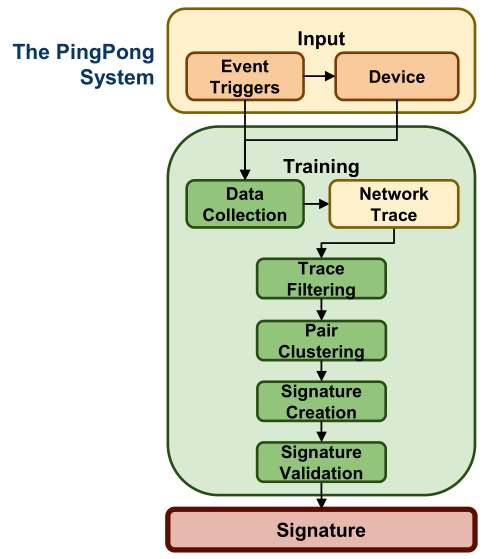 The PingPong
System
Input
Event
Triggers
Device
Training
Data
Collection
Network
Trace
Trace
Filtering
Pair
Clustering
Signature
Creation
Signature
Validation
Signature